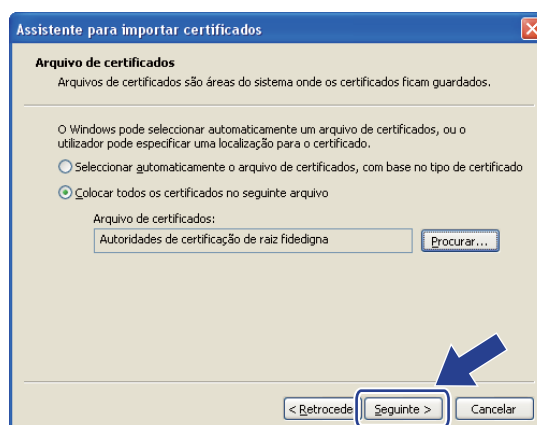 Assistente para importar certificados
Arquivo de certificados
Arquivos de certificados são áreas do sistema onde os certificados ficam guardados.
O Windows pode seleccionar automaticamente um arquivo de certificados, ou o
utilizador pode especificar uma localização para o certificado.
Seleccionar automaticamente o arquivo de certificados, com base no tipo de certificado
Colocar todos os certificados no seguinte arquivo
Arquivo de certificados:
Autoridades de certificação de raiz fidedigna
Procurar...
< Retrocede
Seguinte >
Cancelar